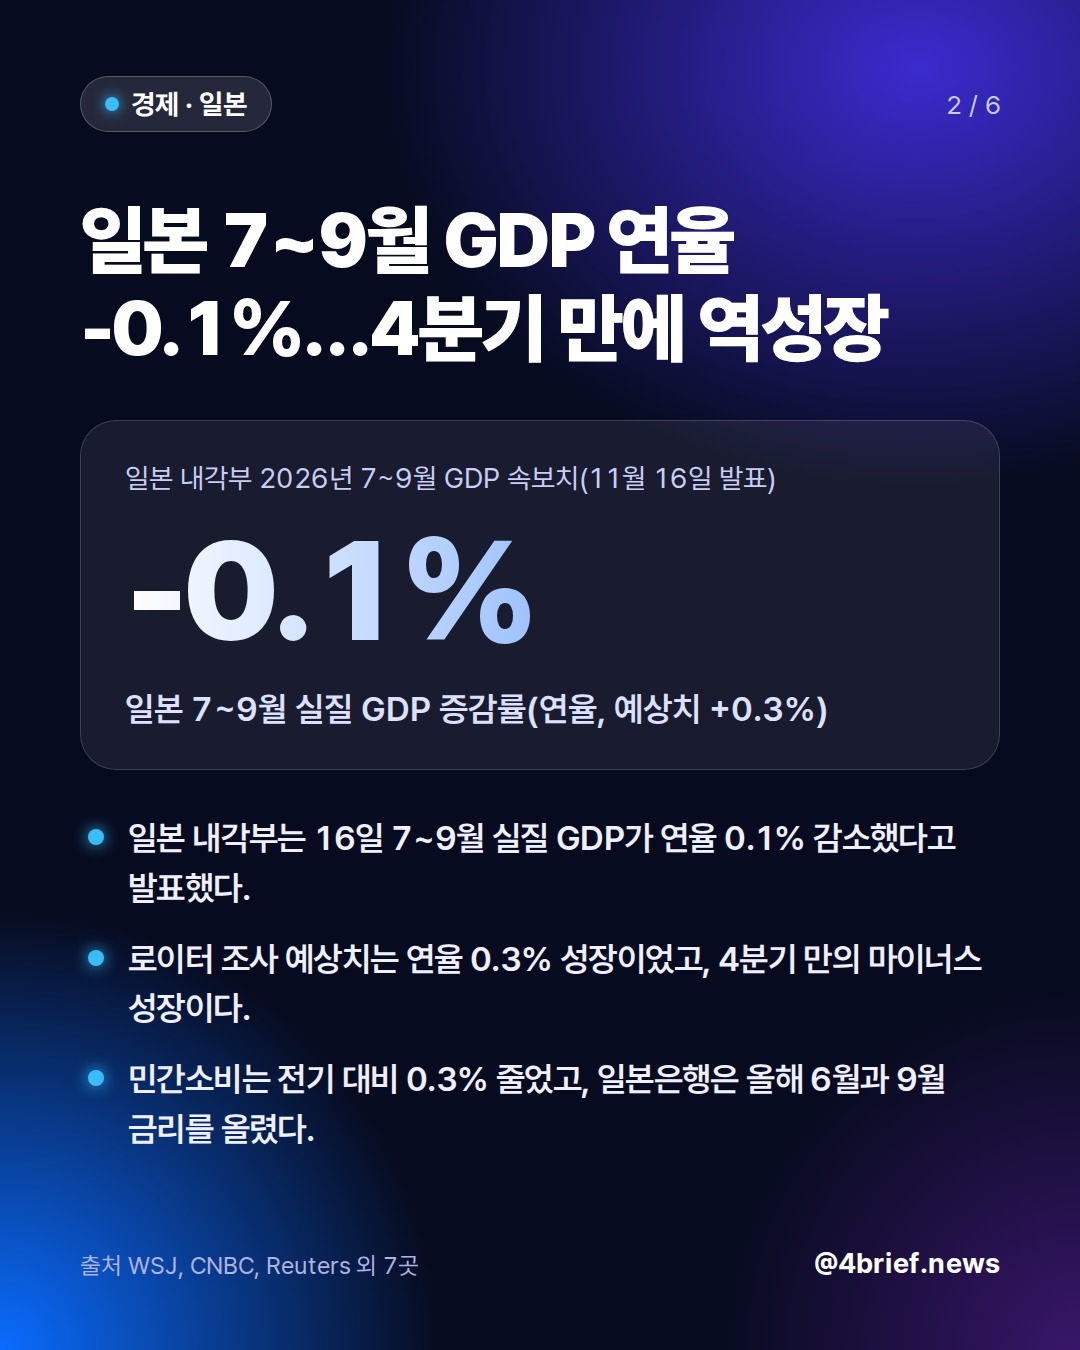 경제 · 일본
2 / 6
일본 7~9월 GDP 연율
-0.1%...4분기 만에 역성장
일본 내각부 2026년 7~9월 GDP 속보치(11월 16일 발표)
-0.1%
일본 7~9월 실질 GDP 증감률(연율, 예상치 +0.3%)
일본 내각부는 16일 7~9월 실질 GDP가 연율 0.1% 감소했다고
발표했다.
로이터 조사 예상치는 연율 0.3% 성장이었고, 4분기 만의 마이너스
성장이다.
민간소비는 전기 대비 0.3% 줄었고, 일본은행은 올해 6월과 9월
금리를 올렸다.
출처 WSJ, CNBC, Reuters 외 7곳
@4brief.news